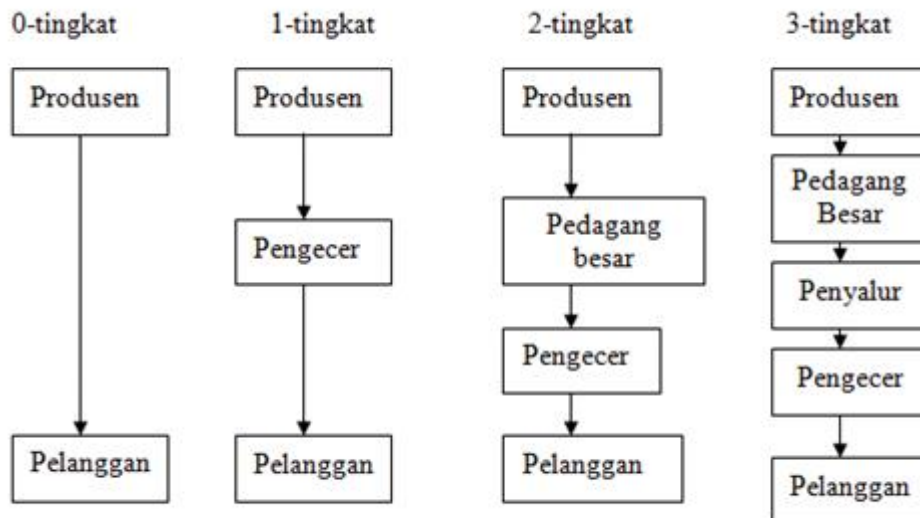 0-tingkat
Produsen
Pelanggan
1-tingkat
Produsen
Pengecer
Pelanggan
2-tingkat
Produsen
Pedagang
besar
Pengecer
Pelanggan
3-tingkat
Produsen
Pedagang
Besar
Penyalur
Pengecer
Pelanggan